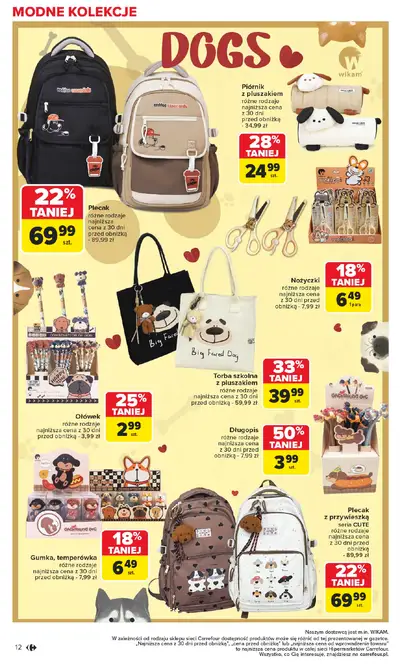 MODNE KOLEKCJE
DOGS
W
wikam
Piórnik
z pluszakiem
różne rodzaje
najniższa cena
z 30 dni
przed obniżką
- 34,99 zł
28%
TANIEJ
24 99
szt.
22%
TANIEJ
69 99
szt.
Plecak
różne rodzaje
najniższa
cena z 30 dni
przed obniżką
- 89,99 zł
Nożyczki
różne rodzaje
najniższa cena
z 30 dni przed
obniżką - 7,99 zł
18%
TANIEJ
6 49
Big Faced Dog
Big Faced Dog
Torba szkolna
z pluszakiem
różne rodzaje
najniższa cena z 30 dni
przed obniżką - 59,99 zł
33%
TANIEJ
39 99
szt.
Ołówek
różne rodzaje
najniższa cena z 30 dni
przed obniżką - 3,99 zł
25%
TANIEJ
2 99
szt.
Długopis
różne rodzaje
najniższa cena z 30 dni
przed obniżką - 7,99 zł
50%
TANIEJ
3 99
szt.
Plecak
z przywieszką
seria CUTE
różne rodzaje
najniższa cena
z 30 dni przed
obniżką
- 89,99 zł
22%
TANIEJ
69 99
szt.
Gumka, temperówka
różne rodzaje
najniższa cena z 30 dni
przed obniżką - 7,99 zł
18%
TANIEJ
6 49
szt.
Naszym dostawcą jest m.in. WIKAM.
W zależności od rodzaju sklepu sieci Carrefour dostępność produktów może się różnić od tej prezentowanej w gazetce.
„Najniższa cena z 30 dni przed obniżką", „cena przed obniżką" lub „najniższa cena od wprowadzenia towaru"
to najniższa cena produktu w całej sieci Hipermarketów Carrefour.
Wszystko, co Cię interesuje, znajdziesz na carrefour.pl.
12